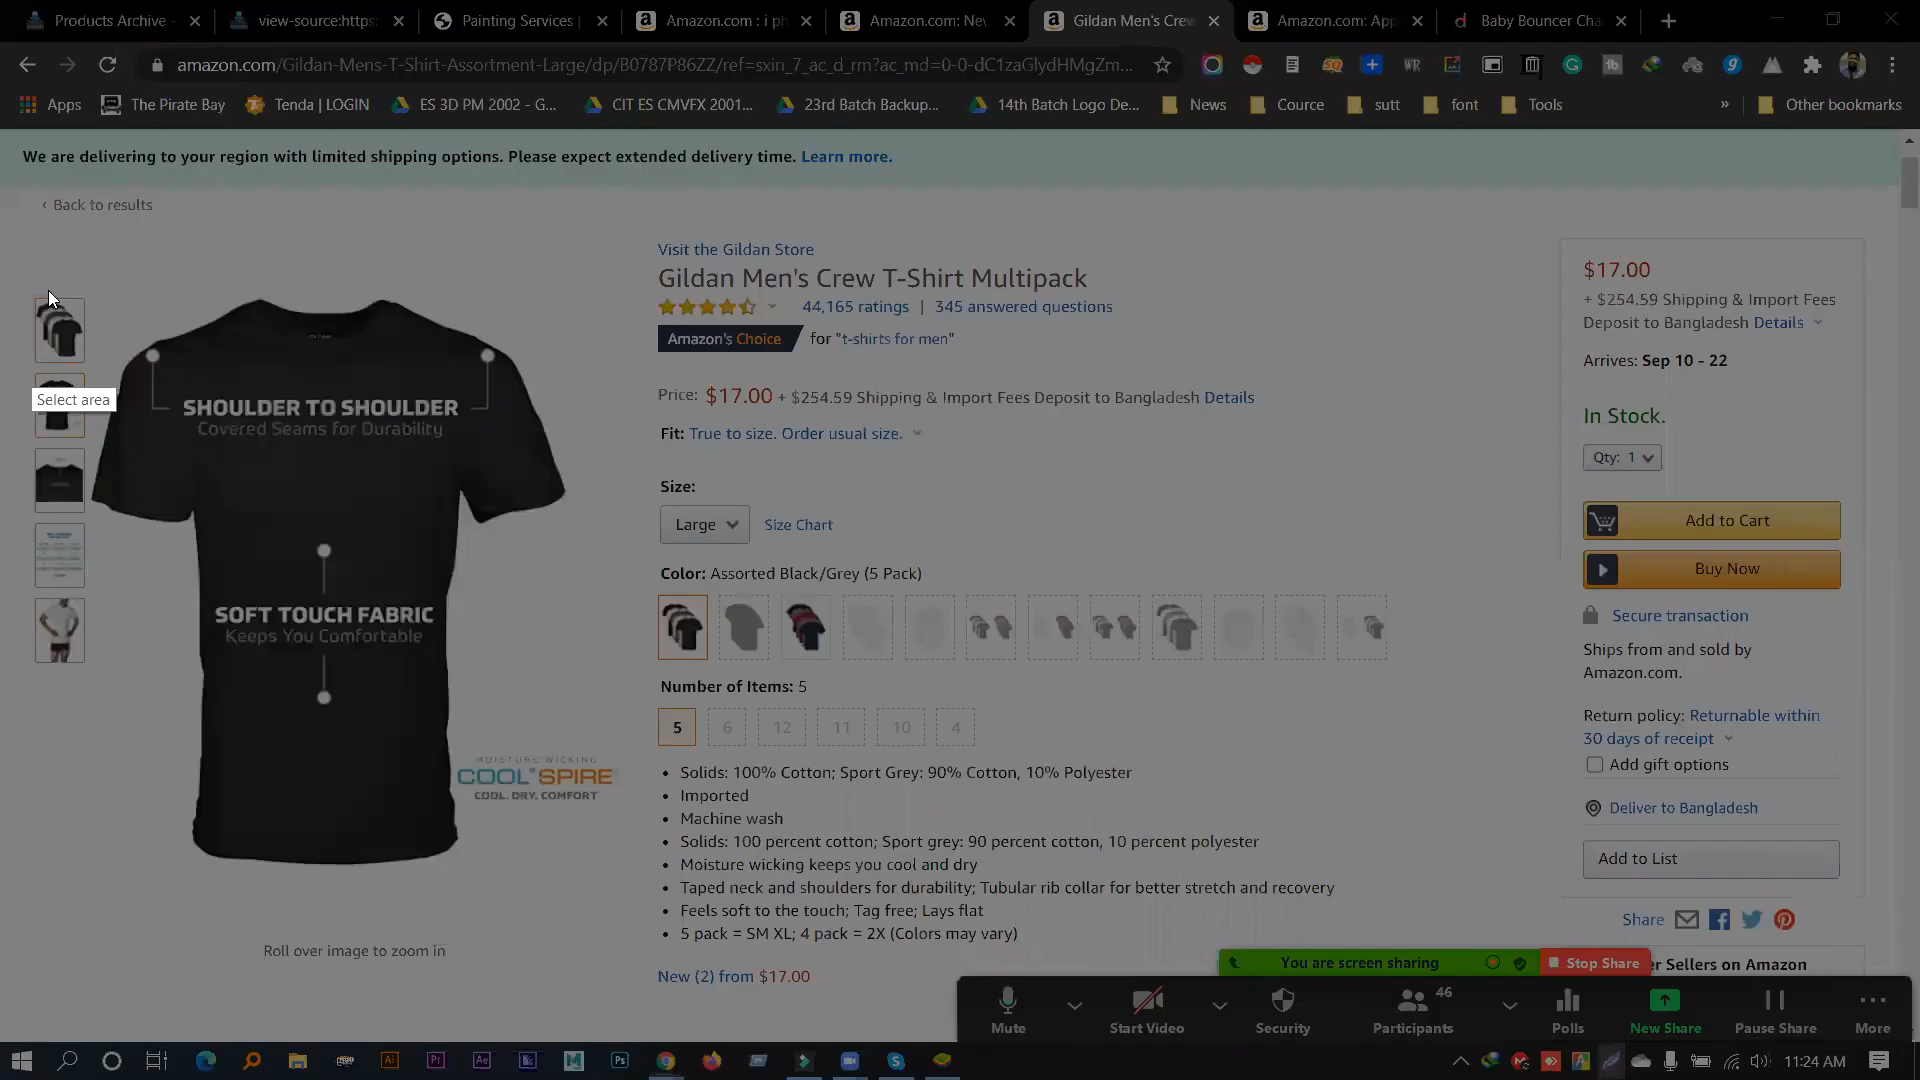 Products Archive -
view-source:https:
Painting Services |
Amazon.com : i ph
Amazon.com: Ne
Gildan Men's Crew
Amazon.com: App
Baby Bouncer Cha
amazon.com/Gildan-Mens-T-Shirt-Assortment-Large/dp/B0787P86ZZ/ref=sxin_7_ac_d_rm?ac_md=0-0-dC1zaGlydHMgZm...
Apps
The Pirate Bay
Tenda | LOGIN
ES 3D PM 2002 - G...
CIT ES CMVFX 2001...
23rd Batch Backup...
14th Batch Logo De...
News
Cource
sutt
font
Tools
»
Other bookmarks
We are delivering to your region with limited shipping options. Please expect extended delivery time. Learn more.
‹ Back to results
Visit the Gildan Store
Gildan Men's Crew T-Shirt Multipack
44,165 ratings | 345 answered questions
Amazon's Choice for "t-shirts for men"
Price: $17.00 + $254.59 Shipping & Import Fees Deposit to Bangladesh Details
Fit: True to size. Order usual size.
Size:
Large
Size Chart
Color: Assorted Black/Grey (5 Pack)
Number of Items: 5
5 6 12 11 10 4
• Solids: 100% Cotton; Sport Grey: 90% Cotton, 10% Polyester
• Imported
• Machine wash
• Solids: 100 percent cotton; Sport grey: 90 percent cotton, 10 percent polyester
• Moisture wicking keeps you cool and dry
• Taped neck and shoulders for durability; Tubular rib collar for better stretch and recovery
• Feels soft to the touch; Tag free; Lays flat
• 5 pack = SM XL; 4 pack = 2X (Colors may vary)
New (2) from $17.00
Select area
SHOULDER TO SHOULDER
Covered Seams for Durability
SOFT TOUCH FABRIC
Keeps You Comfortable
MOISTURE WICKING
COOL SPIRE
COOL. DRY. COMFORT
Roll over image to zoom in
$17.00
+ $254.59 Shipping & Import Fees
Deposit to Bangladesh Details
Arrives: Sep 10 - 22
In Stock.
Qty: 1
Add to Cart
Buy Now
Secure transaction
Ships from and sold by
Amazon.com.
Return policy: Returnable within
30 days of receipt
Add gift options
Deliver to Bangladesh
Add to List
Share
You are screen sharing
Stop Share
er Sellers on Amazon
Mute
Start Video
Security
46
Participants
Polls
New Share
Pause Share
More
11:24 AM